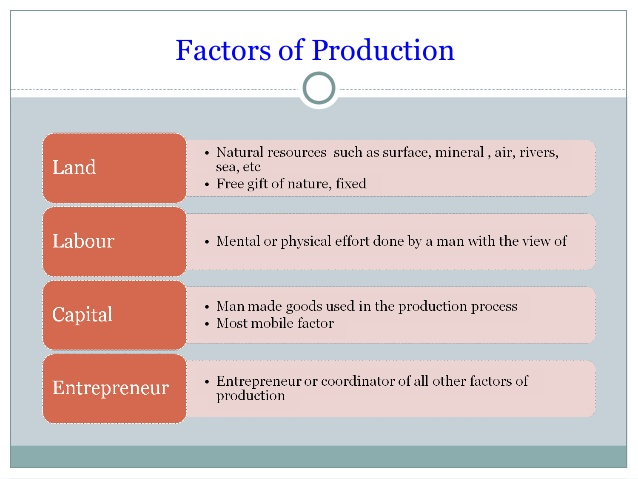 Factors of Production
Land
• Natural resources such as surface, mineral , air, rivers,
sea, etc
• Free gift of nature, fixed
Labour
• Mental or physical effort done by a man with the view of
Capital
• Man made goods used in the production process
• Most mobile factor
Entrepreneur
• Entrepreneur or coordinator of all other factors of
production